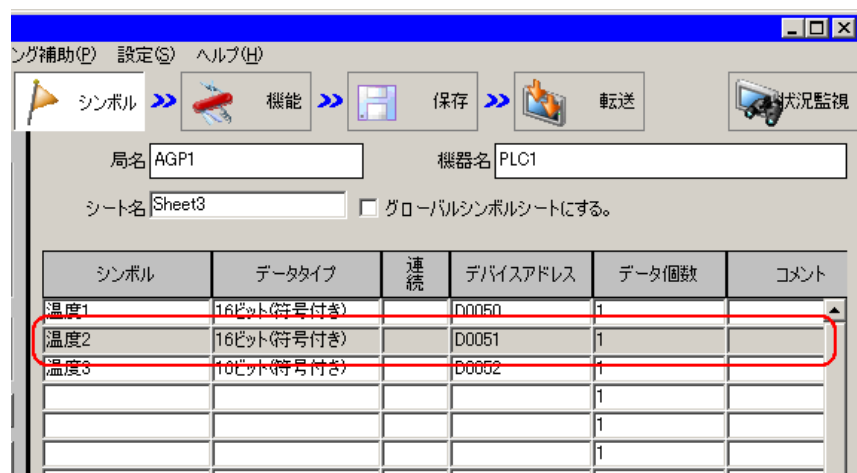 ング補助(P) 設定(S) ヘルプ(H)
シンボル 機能 保存 転送 状況監視
局名 AGP1 機器名 PLC1
シート名 Sheet3 グローバルシンボルシートにする。
シンボル データタイプ 連続 デバイスアドレス データ個数 コメント
温度1 16ビット(符号付き) D0050 1
温度2 16ビット(符号付き) D0051 1
温度3 16ビット(符号付き) D0052 1
1
1
1